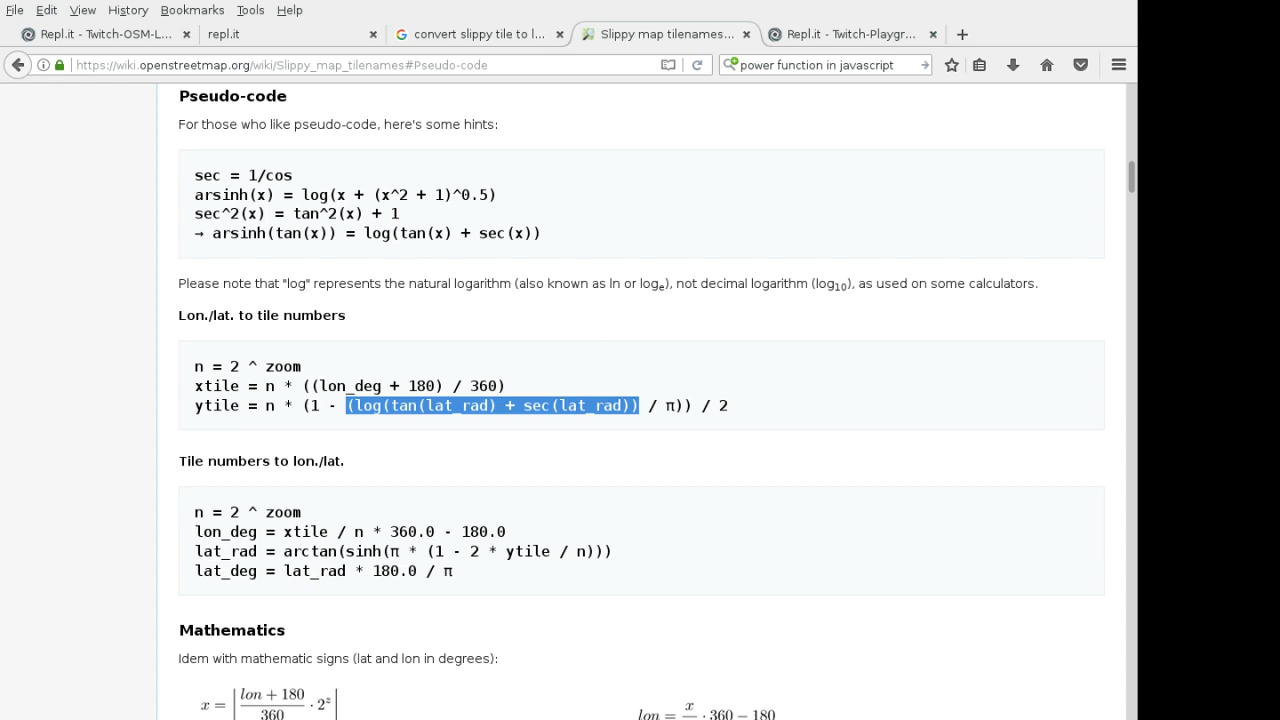 File Edit View History Bookmarks Tools Help
Repl.it - Twitch-OSM-L... × repl.it × convert slippy tile to l... × Slippy map tilenames... × Repl.it - Twitch-Playgr... × +
https://wiki.openstreetmap.org/wiki/Slippy_map_tilenames#Pseudo-code power function in javascript
Pseudo-code
For those who like pseudo-code, here's some hints:
sec = 1/cos
arsinh(x) = log(x + (x^2 + 1)^0.5)
sec^2(x) = tan^2(x) + 1
→ arsinh(tan(x)) = log(tan(x) + sec(x))
Please note that "log" represents the natural logarithm (also known as ln or logₑ), not decimal logarithm (log₁₀), as used on some calculators.
Lon./lat. to tile numbers
n = 2 ^ zoom
xtile = n * ((lon_deg + 180) / 360)
ytile = n * (1 - (log(tan(lat_rad) + sec(lat_rad)) / π)) / 2
Tile numbers to lon./lat.
n = 2 ^ zoom
lon_deg = xtile / n * 360.0 - 180.0
lat_rad = arctan(sinh(π * (1 - 2 * ytile / n)))
lat_deg = lat_rad * 180.0 / π
Mathematics
Idem with mathematic signs (lat and lon in degrees):
x = lon + 180 / 360 · 2^z
lon = x · 360 − 180